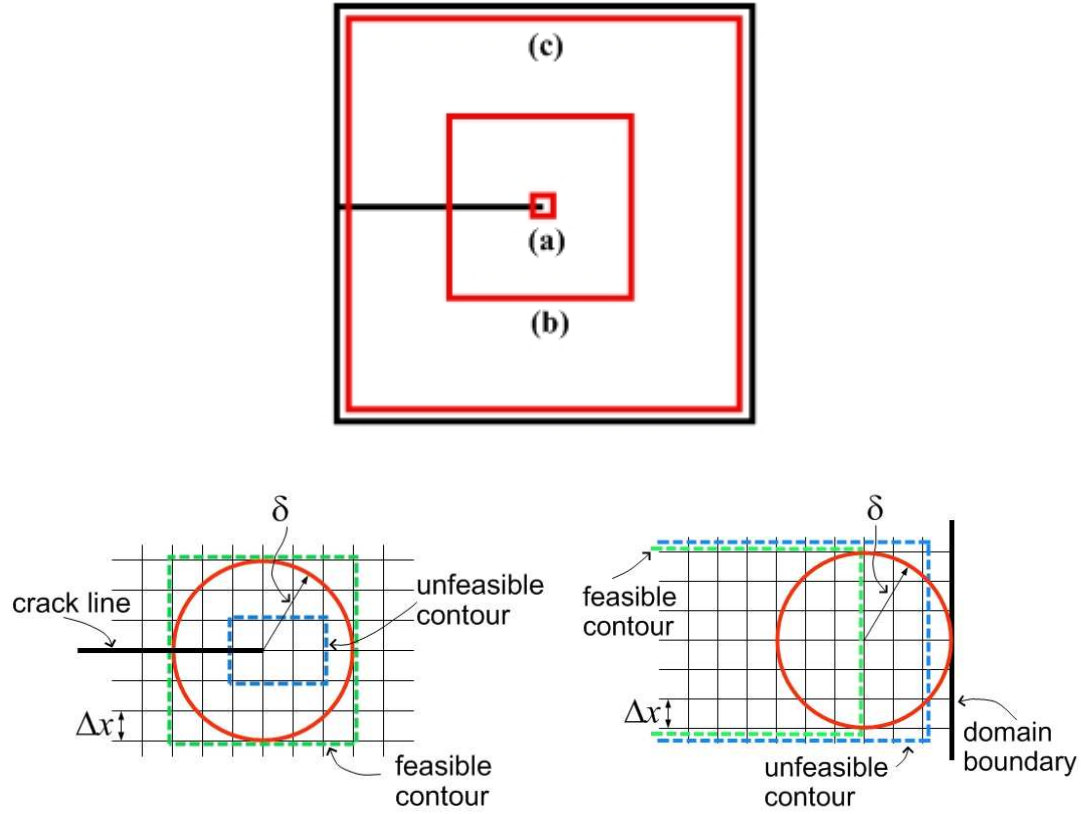 (c)
(a)
(b)
δ
crack line
unfeasible
contour
Δx
feasible
contour
δ
feasible
contour
Δx
domain
boundary
unfeasible
contour